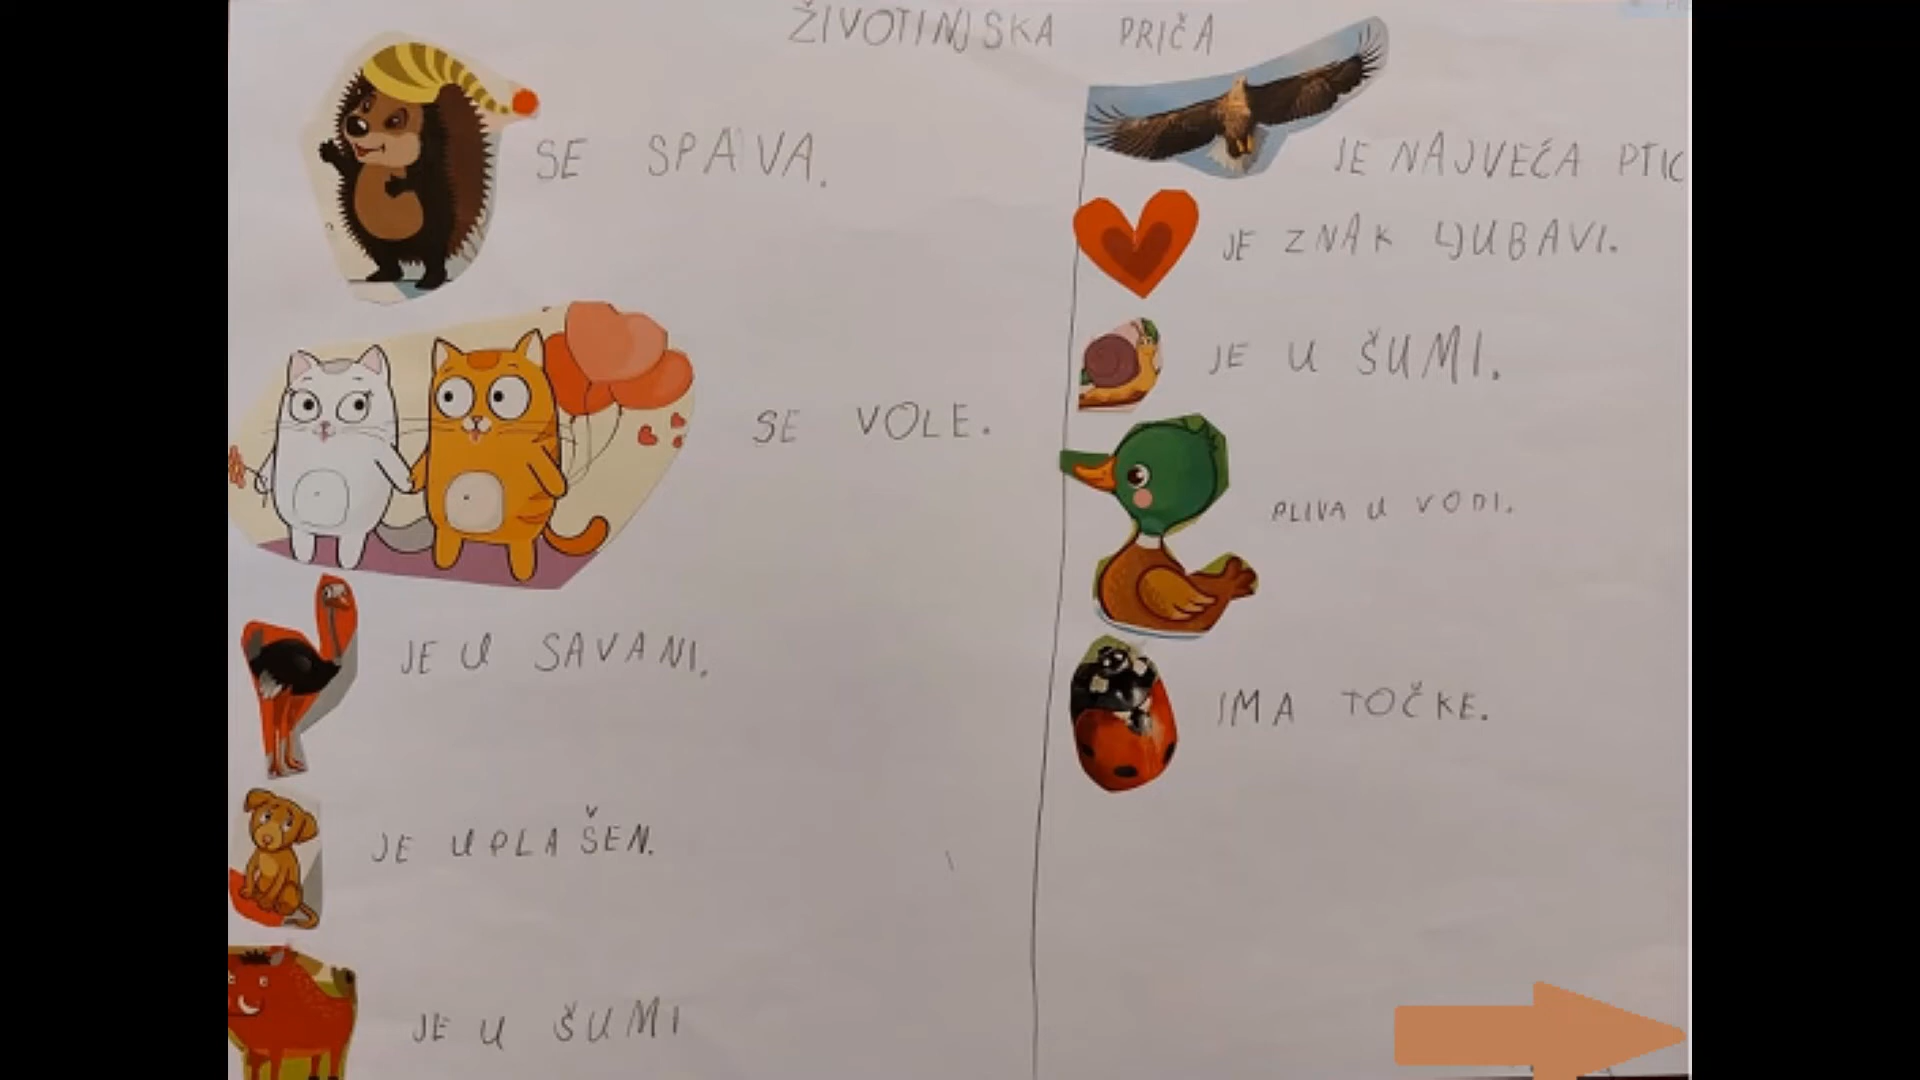 ŽIVOTINJSKA PRIČA
SE SPAVA.
SE VOLE.
JE U SAVANI.
JE UPLAŠEN.
JE U ŠUMI
JE NAJVEĆA PTIC
JE ZNAK LJUBAVI.
JE U ŠUMI.
PLIVA U VODI.
IMA TOČKE.